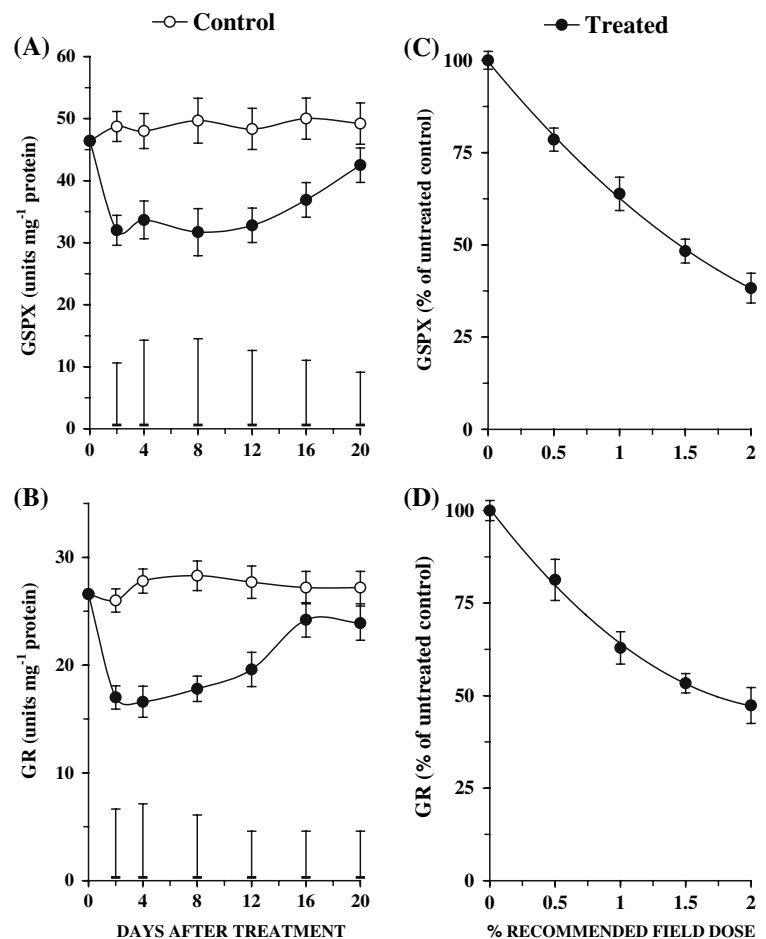 Control
Treated
(A)
60
50
40
30
20
10
0
GSPX (units mg⁻¹ protein)
0 4 8 12 16 20
(C)
100
75
50
25
0
GSPX (% of untreated control)
0 0.5 1 1.5 2
(B)
30
20
10
0
GR (units mg⁻¹ protein)
0 4 8 12 16 20
DAYS AFTER TREATMENT
(D)
100
75
50
25
0
GR (% of untreated control)
0 0.5 1 1.5 2
% RECOMMENDED FIELD DOSE